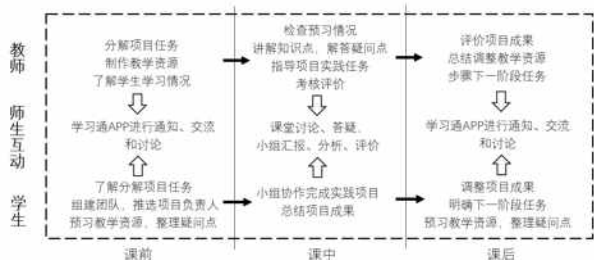 教师
分解项目任务
制作教学资源
了解学生学习情况
检查预习情况
讲解知识点，解答疑问点
指导项目实践任务
考核评价
评价项目成果
总结调整教学资源
步骤下一阶段任务
师生互动
学习通APP进行通知、交流
和讨论
课堂讨论、答疑、
小组汇报、分析、评价
学习通APP进行通知、交流
和讨论
学生
了解分解项目任务
组建团队，推选项目负责人
预习教学资源、整理疑问点
小组协作完成实践项目
总结项目成果
调整项目成果
明确下一阶段任务
预习教学资源、整理疑问点
课前
课中
课后